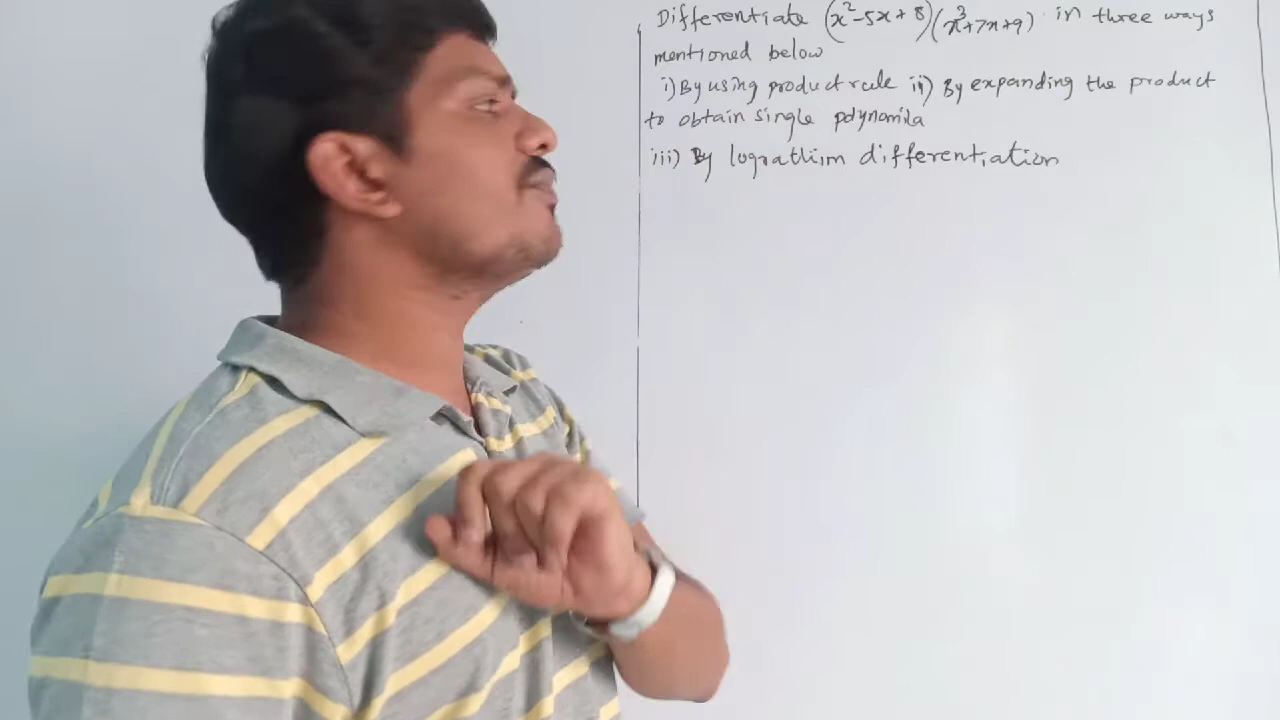 Differentiate (x²-5x+8)(x³+7x+9) in three ways
mentioned below
i) By using product rule ii) By expanding the product
to obtain single polynomila
iii) By lograthim differentiation